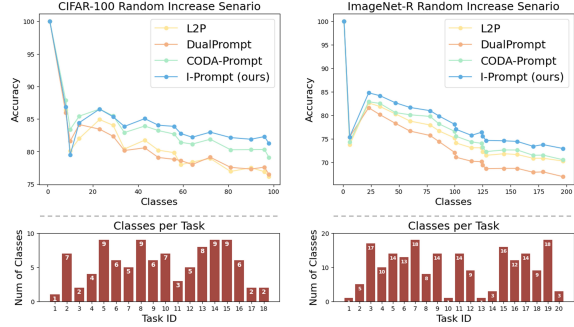 CIFAR-100 Random Increase Senario
100
95
90
85
80
75
Accuracy
L2P
DualPrompt
CODA-Prompt
I-Prompt (ours)
0 20 40 60 80 100
Classes
ImageNet-R Random Increase Senario
100
95
90
85
80
75
70
Accuracy
L2P
DualPrompt
CODA-Prompt
I-Prompt (ours)
0 25 50 75 100 125 150 175 200
Classes
Classes per Task
10
5
0
Num of Classes
1 7 2 4 9 6 5 9 6 7 3 5 8 9 9 6 2 2
1 2 3 4 5 6 7 8 9 10 11 12 13 14 15 16 17 18
Task ID
Classes per Task
20
10
0
Num of Classes
1 5 17 10 14 13 18 8 14 1 14 9 1 3 16 12 14 9 18 3
1 2 3 4 5 6 7 8 9 10 11 12 13 14 15 16 17 18 19 20
Task ID